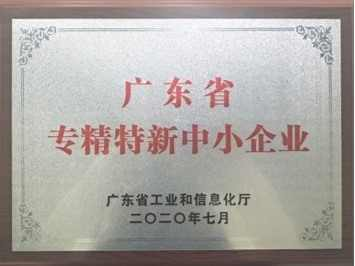 广东省
专精特新中小企业
广东省工业和信息化厅
二〇二〇年七月